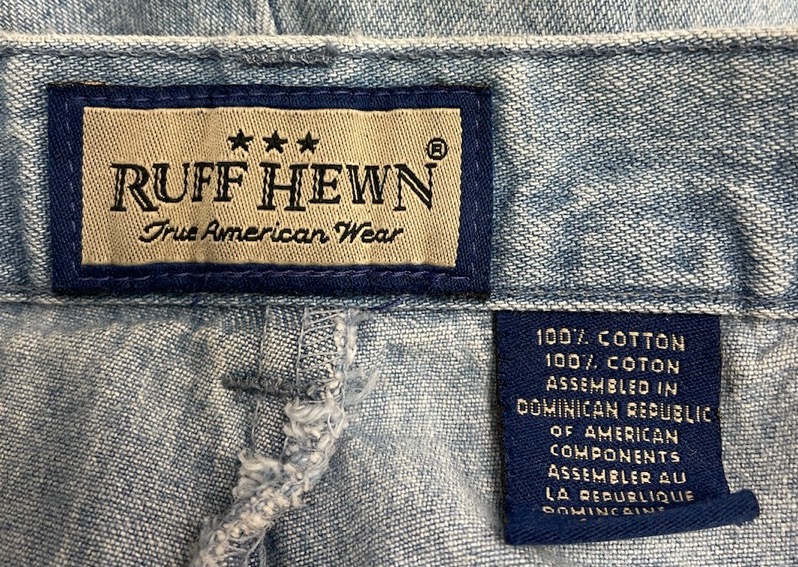 ★★★
RUFF HEWN®
True American Wear
100% COTTON
100% COTON
ASSEMBLED IN
DOMINICAN REPUBLIC
OF AMERICAN
COMPONENTS
ASSEMBLER AU
LA REPUBLIQUE
DOMINCAINE